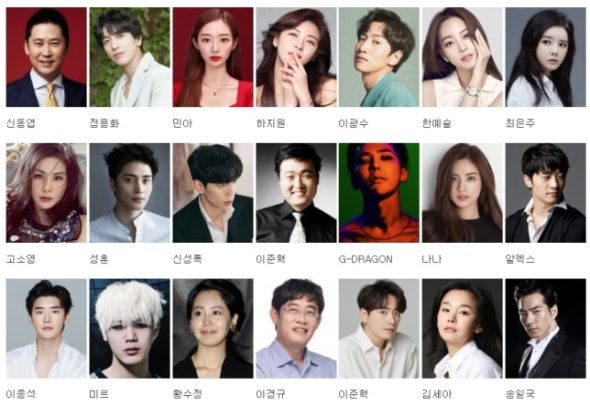 신동엽 정용화 민아 하지원 이광수 한예슬 최은주
고소영 성훈 신성록 이준혁 G-DRAGON 나나 알렉스
이종석 미르 황수정 이경규 이준혁 김세아 송일국